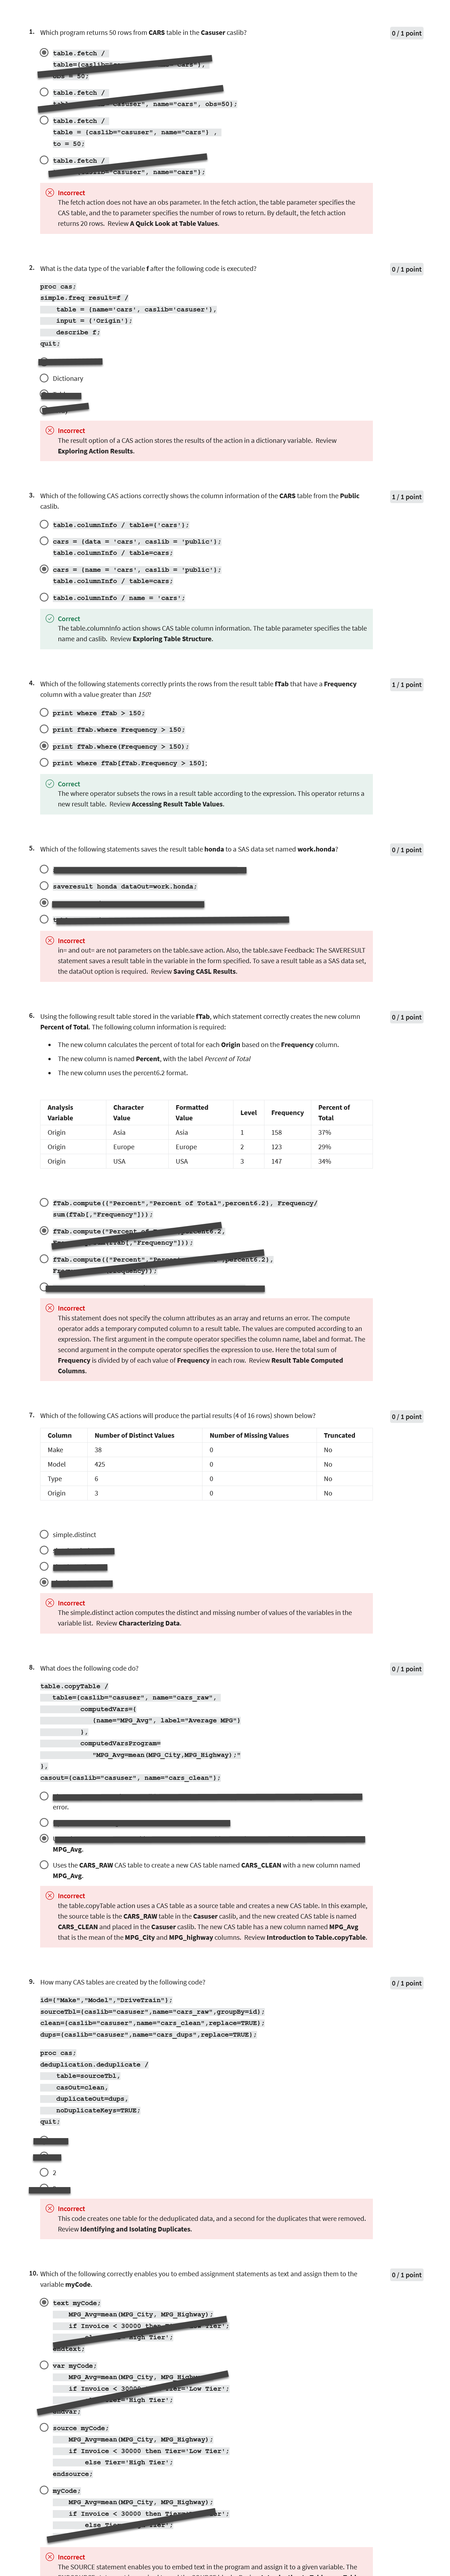 1. Which program returns 50 rows from CARS table in the Casuser caslib?
0 / 1 point
table.fetch /
table.fetch /
"casuser", name="cars", obs=50};
table.fetch /
table = {caslib="casuser", name="cars"} ,
to = 50;
table.fetch /
"casuser", name="cars"};
Incorrect
The fetch action does not have an obs parameter. In the fetch action, the table parameter specifies the
CAS table, and the to parameter specifies the number of rows to return. By default, the fetch action
returns 20 rows. Review A Quick Look at Table Values.
2. What is the data type of the variable f after the following code is executed?
0 / 1 point
proc cas;
simple.freq result=f /
table = {name='cars', caslib='casuser'},
input = {'Origin'};
describe f;
quit;
Dictionary
Incorrect
The result option of a CAS action stores the results of the action in a dictionary variable. Review
Exploring Action Results.
3. Which of the following CAS actions correctly shows the column information of the CARS table from the Public
caslib.
1 / 1 point
table.columnInfo / table={'cars'};
cars = {data = 'cars', caslib = 'public'};
table.columnInfo / table=cars;
cars = {name = 'cars', caslib = 'public'};
table.columnInfo / table=cars;
table.columnInfo / name = 'cars';
Correct
The table.columnInfo action shows CAS table column information. The table parameter specifies the table
name and caslib. Review Exploring Table Structure.
4. Which of the following statements correctly prints the rows from the result table fTab that have a Frequency
column with a value greater than 150?
1 / 1 point
print where fTab > 150;
print fTab.where Frequency > 150;
print fTab.where(Frequency > 150);
print where fTab[fTab.Frequency > 150];
Correct
The where operator subsets the rows in a result table according to the expression. This operator returns a
new result table. Review Accessing Result Table Values.
5. Which of the following statements saves the result table honda to a SAS data set named work.honda?
0 / 1 point
saveresult honda dataOut=work.honda;
Incorrect
in= and out= are not parameters on the table.save action. Also, the table.save Feedback: The SAVERESULT
statement saves a result table in the variable in the form specified. To save a result table as a SAS data set,
the dataOut option is required. Review Saving CASL Results.
6. Using the following result table stored in the variable fTab, which statement correctly creates the new column
Percent of Total. The following column information is required:
0 / 1 point
• The new column calculates the percent of total for each Origin based on the Frequency column.
• The new column is named Percent, with the label Percent of Total
• The new column uses the percent6.2 format.
Analysis Variable Character Value Formatted Value Level Frequency Percent of Total
Origin Asia Asia 1 158 37%
Origin Europe Europe 2 123 29%
Origin USA USA 3 147 34%
fTab.compute({"Percent","Percent of Total",percent6.2}, Frequency/
sum(fTab[,"Frequency"]));
fTab.compute("Percent of percent6.2,
fTab[,"Frequency"]));
fTab.compute({"Percent", percent6.2},
Incorrect
This statement does not specify the column attributes as an array and returns an error. The compute
operator adds a temporary computed column to a result table. The values are computed according to an
expression. The first argument in the compute operator specifies the column name, label and format. The
second argument in the compute operator specifies the expression to use. Here the total sum of
Frequency is divided by of each value of Frequency in each row. Review Result Table Computed
Columns.
7. Which of the following CAS actions will produce the partial results (4 of 16 rows) shown below?
0 / 1 point
Column Number of Distinct Values Number of Missing Values Truncated
Make 38 0 No
Model 425 0 No
Type 6 0 No
Origin 3 0 No
simple.distinct
Incorrect
The simple.distinct action computes the distinct and missing number of values of the variables in the
variable list. Review Characterizing Data.
8. What does the following code do?
0 / 1 point
table.copyTable /
table={caslib="casuser", name="cars_raw",
computedVars={
{name="MPG_Avg", label="Average MPG"}
},
computedVarsProgram=
"MPG_Avg=mean(MPG_City,MPG_Highway);"
},
casout={caslib="casuser", name="cars_clean"};
error.
MPG_Avg.
Uses the CARS_RAW CAS table to create a new CAS table named CARS_CLEAN with a new column named
MPG_Avg.
Incorrect
the table.copyTable action uses a CAS table as a source table and creates a new CAS table. In this example,
the source table is the CARS_RAW table in the Casuser caslib, and the new created CAS table is named
CARS_CLEAN and placed in the Casuser caslib. The new CAS table has a new column named MPG_Avg
that is the mean of the MPG_City and MPG_highway columns. Review Introduction to Table.copyTable.
9. How many CAS tables are created by the following code?
0 / 1 point
id={"Make","Model","DriveTrain"};
sourceTbl={caslib="casuser",name="cars_raw",groupBy=id};
clean={caslib="casuser",name="cars_clean",replace=TRUE};
dups={caslib="casuser",name="cars_dups",replace=TRUE};
proc cas;
deduplication.deduplicate /
table=sourceTbl,
casOut=clean,
duplicateOut=dups,
noDuplicateKeys=TRUE;
quit;
2
Incorrect
This code creates one table for the deduplicated data, and a second for the duplicates that were removed.
Review Identifying and Isolating Duplicates.
10. Which of the following correctly enables you to embed assignment statements as text and assign them to the
variable myCode.
0 / 1 point
text myCode;
MPG_Avg=mean(MPG_City, MPG_Highway);
if Invoice < 30000 then Tier';
'High Tier';
endtext;
var myCode;
MPG_Avg=mean(MPG_City, MPG_Highway);
if Invoice < 'Low Tier';
'High Tier';
endvar;
source myCode;
MPG_Avg=mean(MPG_City, MPG_Highway);
if Invoice < 30000 then Tier='Low Tier';
else Tier='High Tier';
endsource;
myCode;
MPG_Avg=mean(MPG_City, MPG_Highway);
if Invoice < 30000 then
else
Incorrect
The SOURCE statement enables you to embed text in the program and assign it to a given variable. The